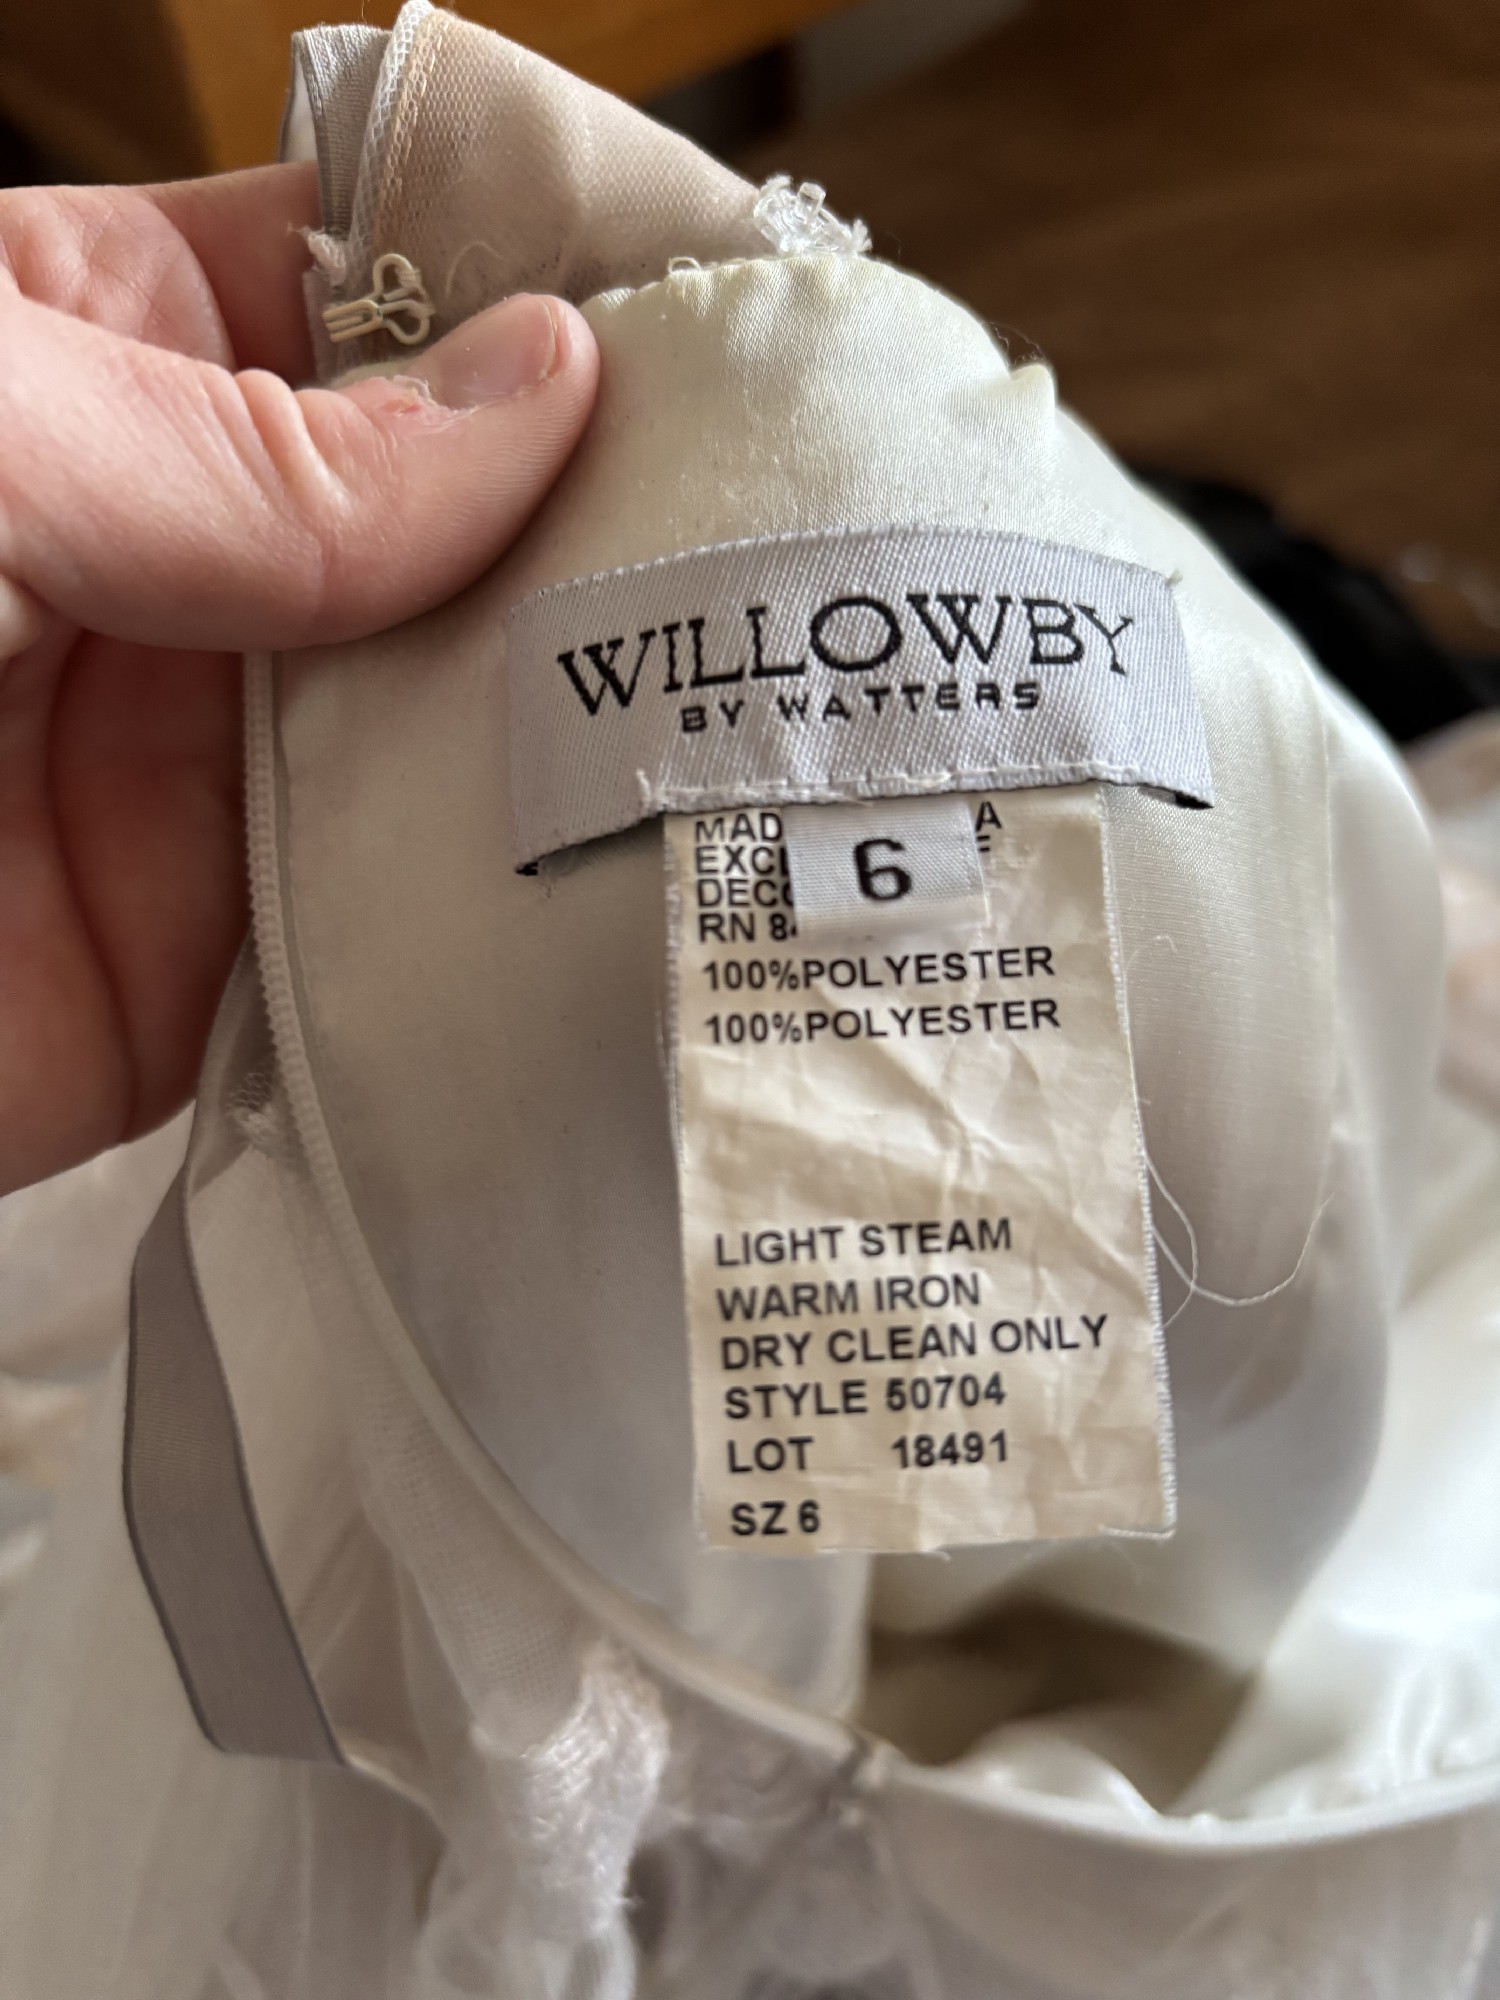 WILLOWBY
BY WATTERS
6
100%POLYESTER
100%POLYESTER
LIGHT STEAM
WARM IRON
DRY CLEAN ONLY
STYLE 50704
LOT 18491
SZ 6